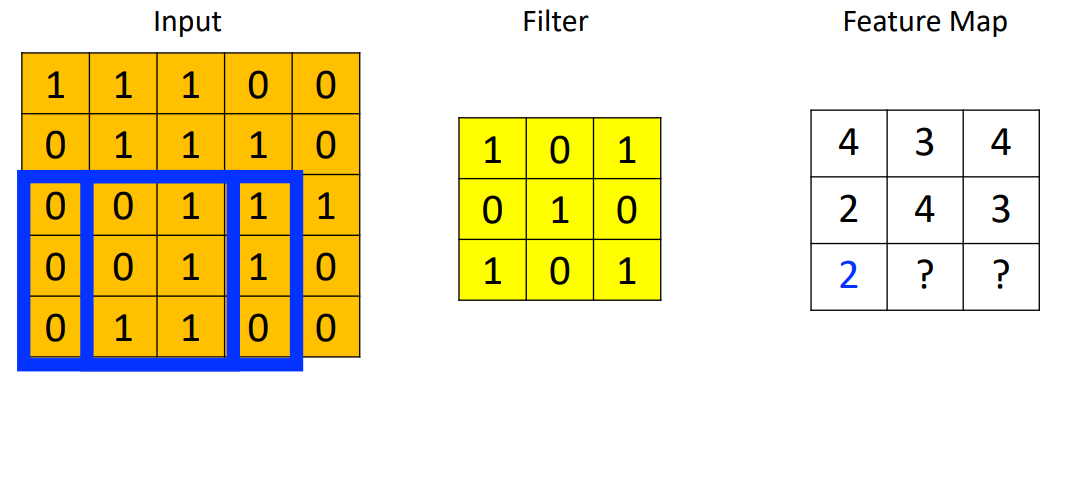 Input Filter Feature Map
1 1 1 0 0
0 1 1 1 0
0 0 1 1 1
0 0 1 1 0
0 1 1 0 0
1 0 1
0 1 0
1 0 1
4 3 4
2 4 3
2 ? ?